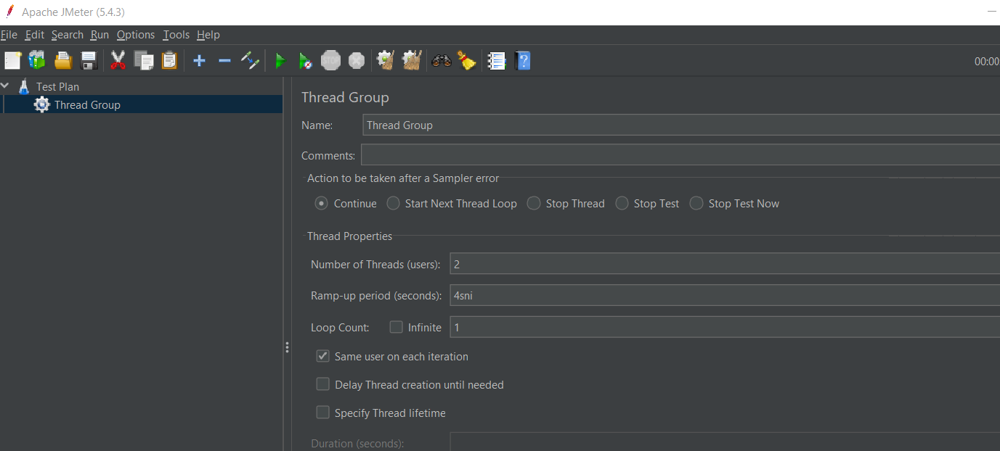 Apache JMeter (5.4.3)
File Edit Search Run Options Tools Help
STOP
00:00
Test Plan
Thread Group
Thread Group
Name: Thread Group
Comments:
Action to be taken after a Sampler error
Continue Start Next Thread Loop Stop Thread Stop Test Stop Test Now
Thread Properties
Number of Threads (users): 2
Ramp-up period (seconds): 4sni
Loop Count: Infinite 1
Same user on each iteration
Delay Thread creation until needed
Specify Thread lifetime
Duration (seconds):